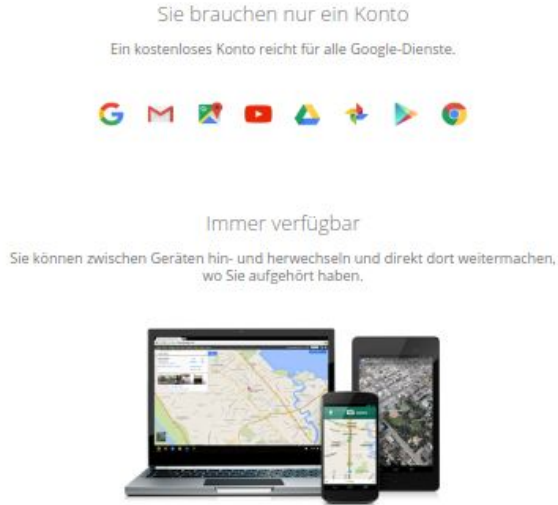 Sie brauchen nur ein Konto
Ein kostenloses Konto reicht für alle Google-Dienste.
Immer verfügbar
Sie können zwischen Geräten hin- und herwechseln und direkt dort weitermachen,
wo Sie aufgehört haben.